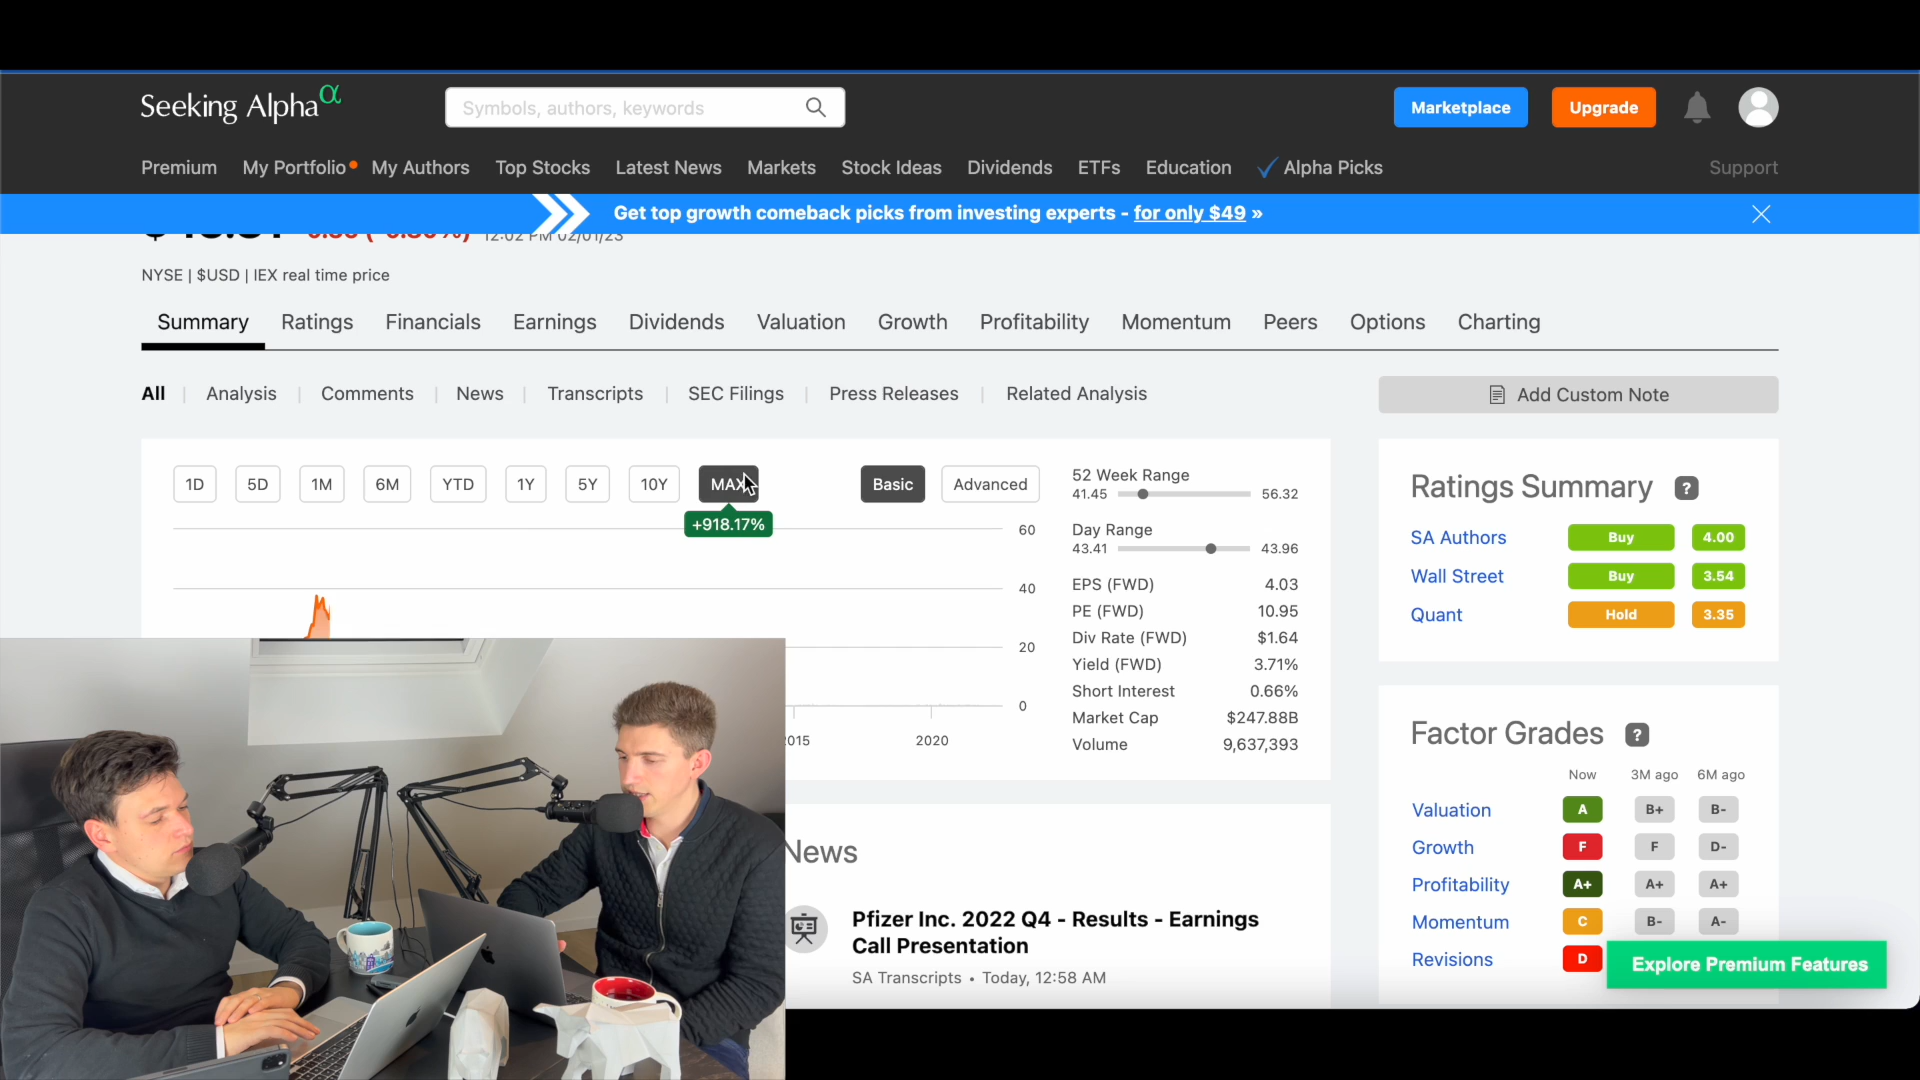 Seeking Alpha α
Symbols, authors, keywords
Marketplace
Upgrade
Premium My Portfolio My Authors Top Stocks Latest News Markets Stock Ideas Dividends ETFs Education Alpha Picks Support
Get top growth comeback picks from investing experts - for only $49 »
NYSE | $USD | IEX real time price
Summary Ratings Financials Earnings Dividends Valuation Growth Profitability Momentum Peers Options Charting
All | Analysis | Comments | News | Transcripts | SEC Filings | Press Releases | Related Analysis
Add Custom Note
1D 5D 1M 6M YTD 1Y 5Y 10Y MAX
+918.17%
Basic Advanced
60
40
20
0
2020
52 Week Range
41.45 56.32
Day Range
43.41 43.96
EPS (FWD) 4.03
PE (FWD) 10.95
Div Rate (FWD) $1.64
Yield (FWD) 3.71%
Short Interest 0.66%
Market Cap $247.88B
Volume 9,637,393
Ratings Summary ?
SA Authors Buy 4.00
Wall Street Buy 3.54
Quant Hold 3.35
Factor Grades ?
Now 3M ago 6M ago
Valuation A B+ B-
Growth F F D-
Profitability A+ A+ A+
Momentum C B- A-
Revisions D
Explore Premium Features
News
Pfizer Inc. 2022 Q4 - Results - Earnings
Call Presentation
SA Transcripts • Today, 12:58 AM